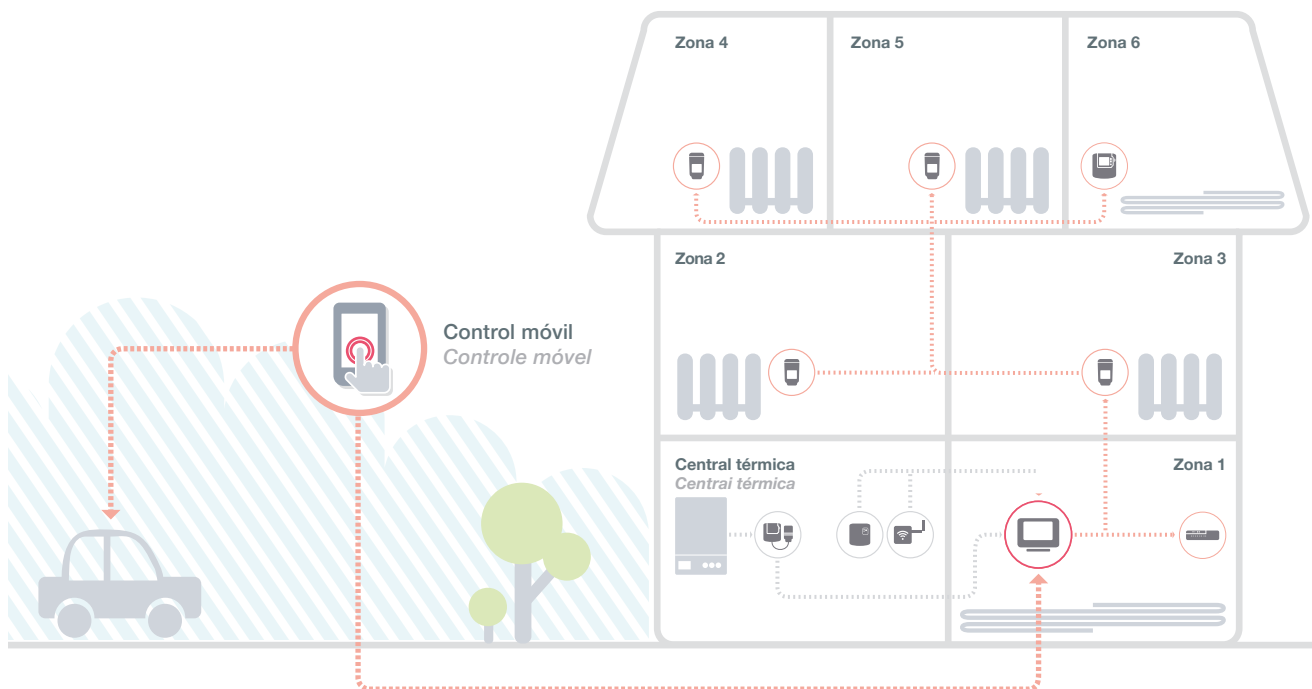 Zona 4
Zona 5
Zona 6
Zona 2
Zona 3
Control móvil
Controle móvel
Central térmica
Centrai térmica
Zona 1